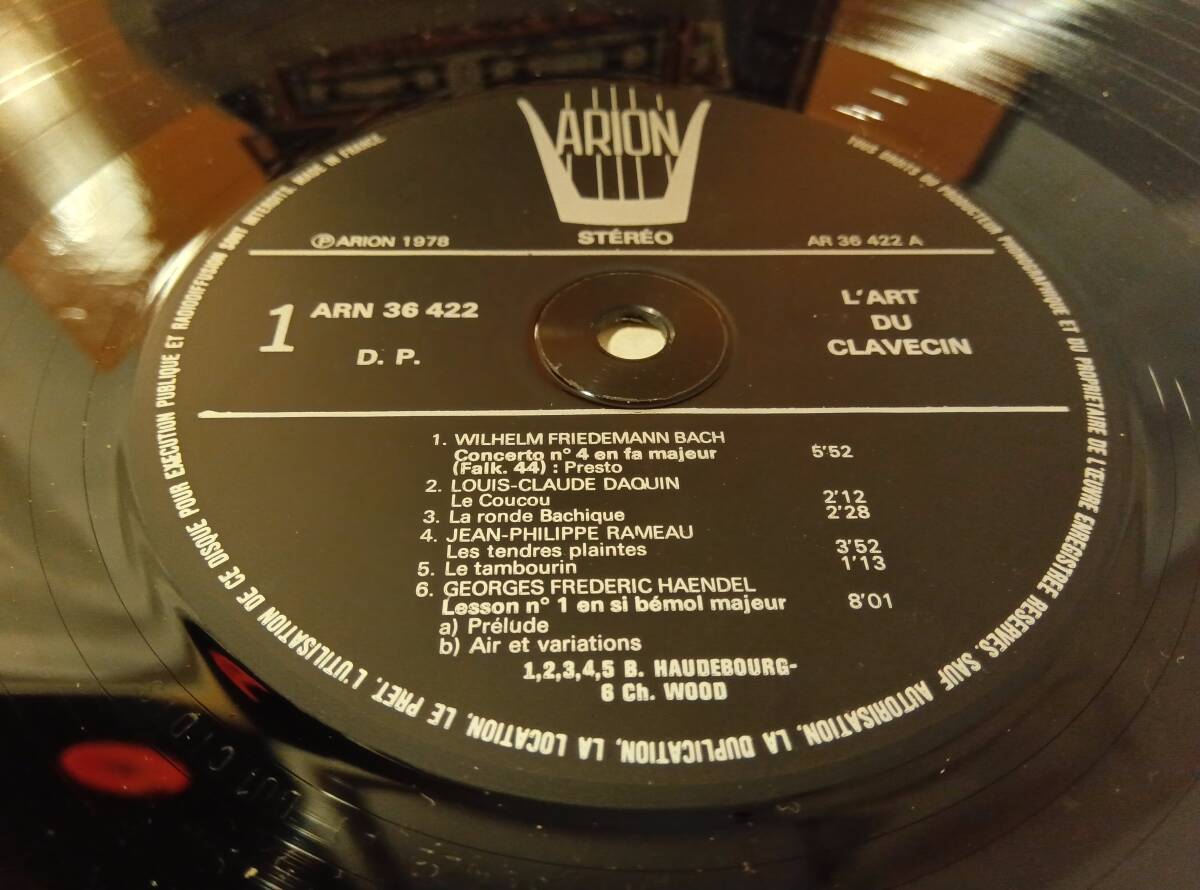 ARION
STÉRÉO
Ⓟ ARION 1978
AR 36 422 A
1
ARN 36 422
D. P.
L'ART
DU
CLAVECIN
1. WILHELM FRIEDEMANN BACH
Concerto n° 4 en fa majeur 5'52
(Falk. 44) : Presto
2. LOUIS-CLAUDE DAQUIN
Le Coucou 2'12
3. La ronde Bachique 2'28
4. JEAN-PHILIPPE RAMEAU
Les tendres plaintes 3'52
5. Le tambourin 1'13
6. GEORGES FREDERIC HAENDEL
Lesson n° 1 en si bémol majeur 8'01
a) Prélude
b) Air et variations
1,2,3,4,5 B. HAUDEBOURG-
6 Ch. WOOD
TOUS DROITS DU PRODUCTEUR PHONOGRAPHIQUE ET DU PROPRIETAIRE DE L'ŒUVRE ENREGISTREE RESERVES. SAUF AUTORISATION, LA DUPLICATION, LA LOCATION, LE PRET, L'UTILISATION DE CE DISQUE POUR EXECUTION PUBLIQUE ET RADIODIFFUSION SONT INTERDITS. MADE IN FRANCE.